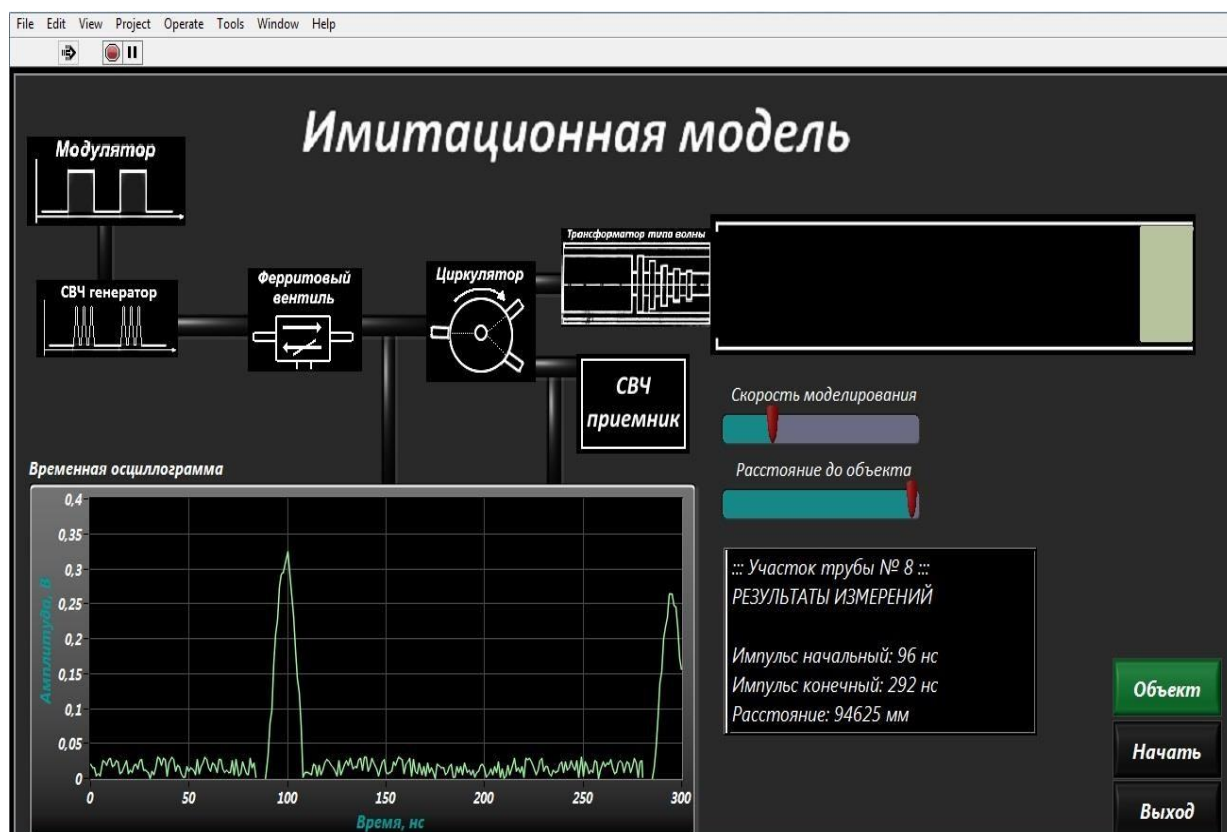 File Edit View Project Operate Tools Window Help
Имитационная модель
Модулятор
СВЧ генератор
Ферритовый
вентиль
Циркулятор
Трансформатор типа волны
СВЧ
приемник
Скорость моделирования
Расстояние до объекта
Временная осциллограмма
Амплитуда, В
0,4
0,35
0,3
0,25
0,2
0,15
0,1
0,05
0
0 50 100 150 200 250 300
Время, нс
::: Участок трубы № 8 :::
РЕЗУЛЬТАТЫ ИЗМЕРЕНИЙ
Импульс начальный: 96 нс
Импульс конечный: 292 нс
Расстояние: 94625 мм
Объект
Начать
Выход